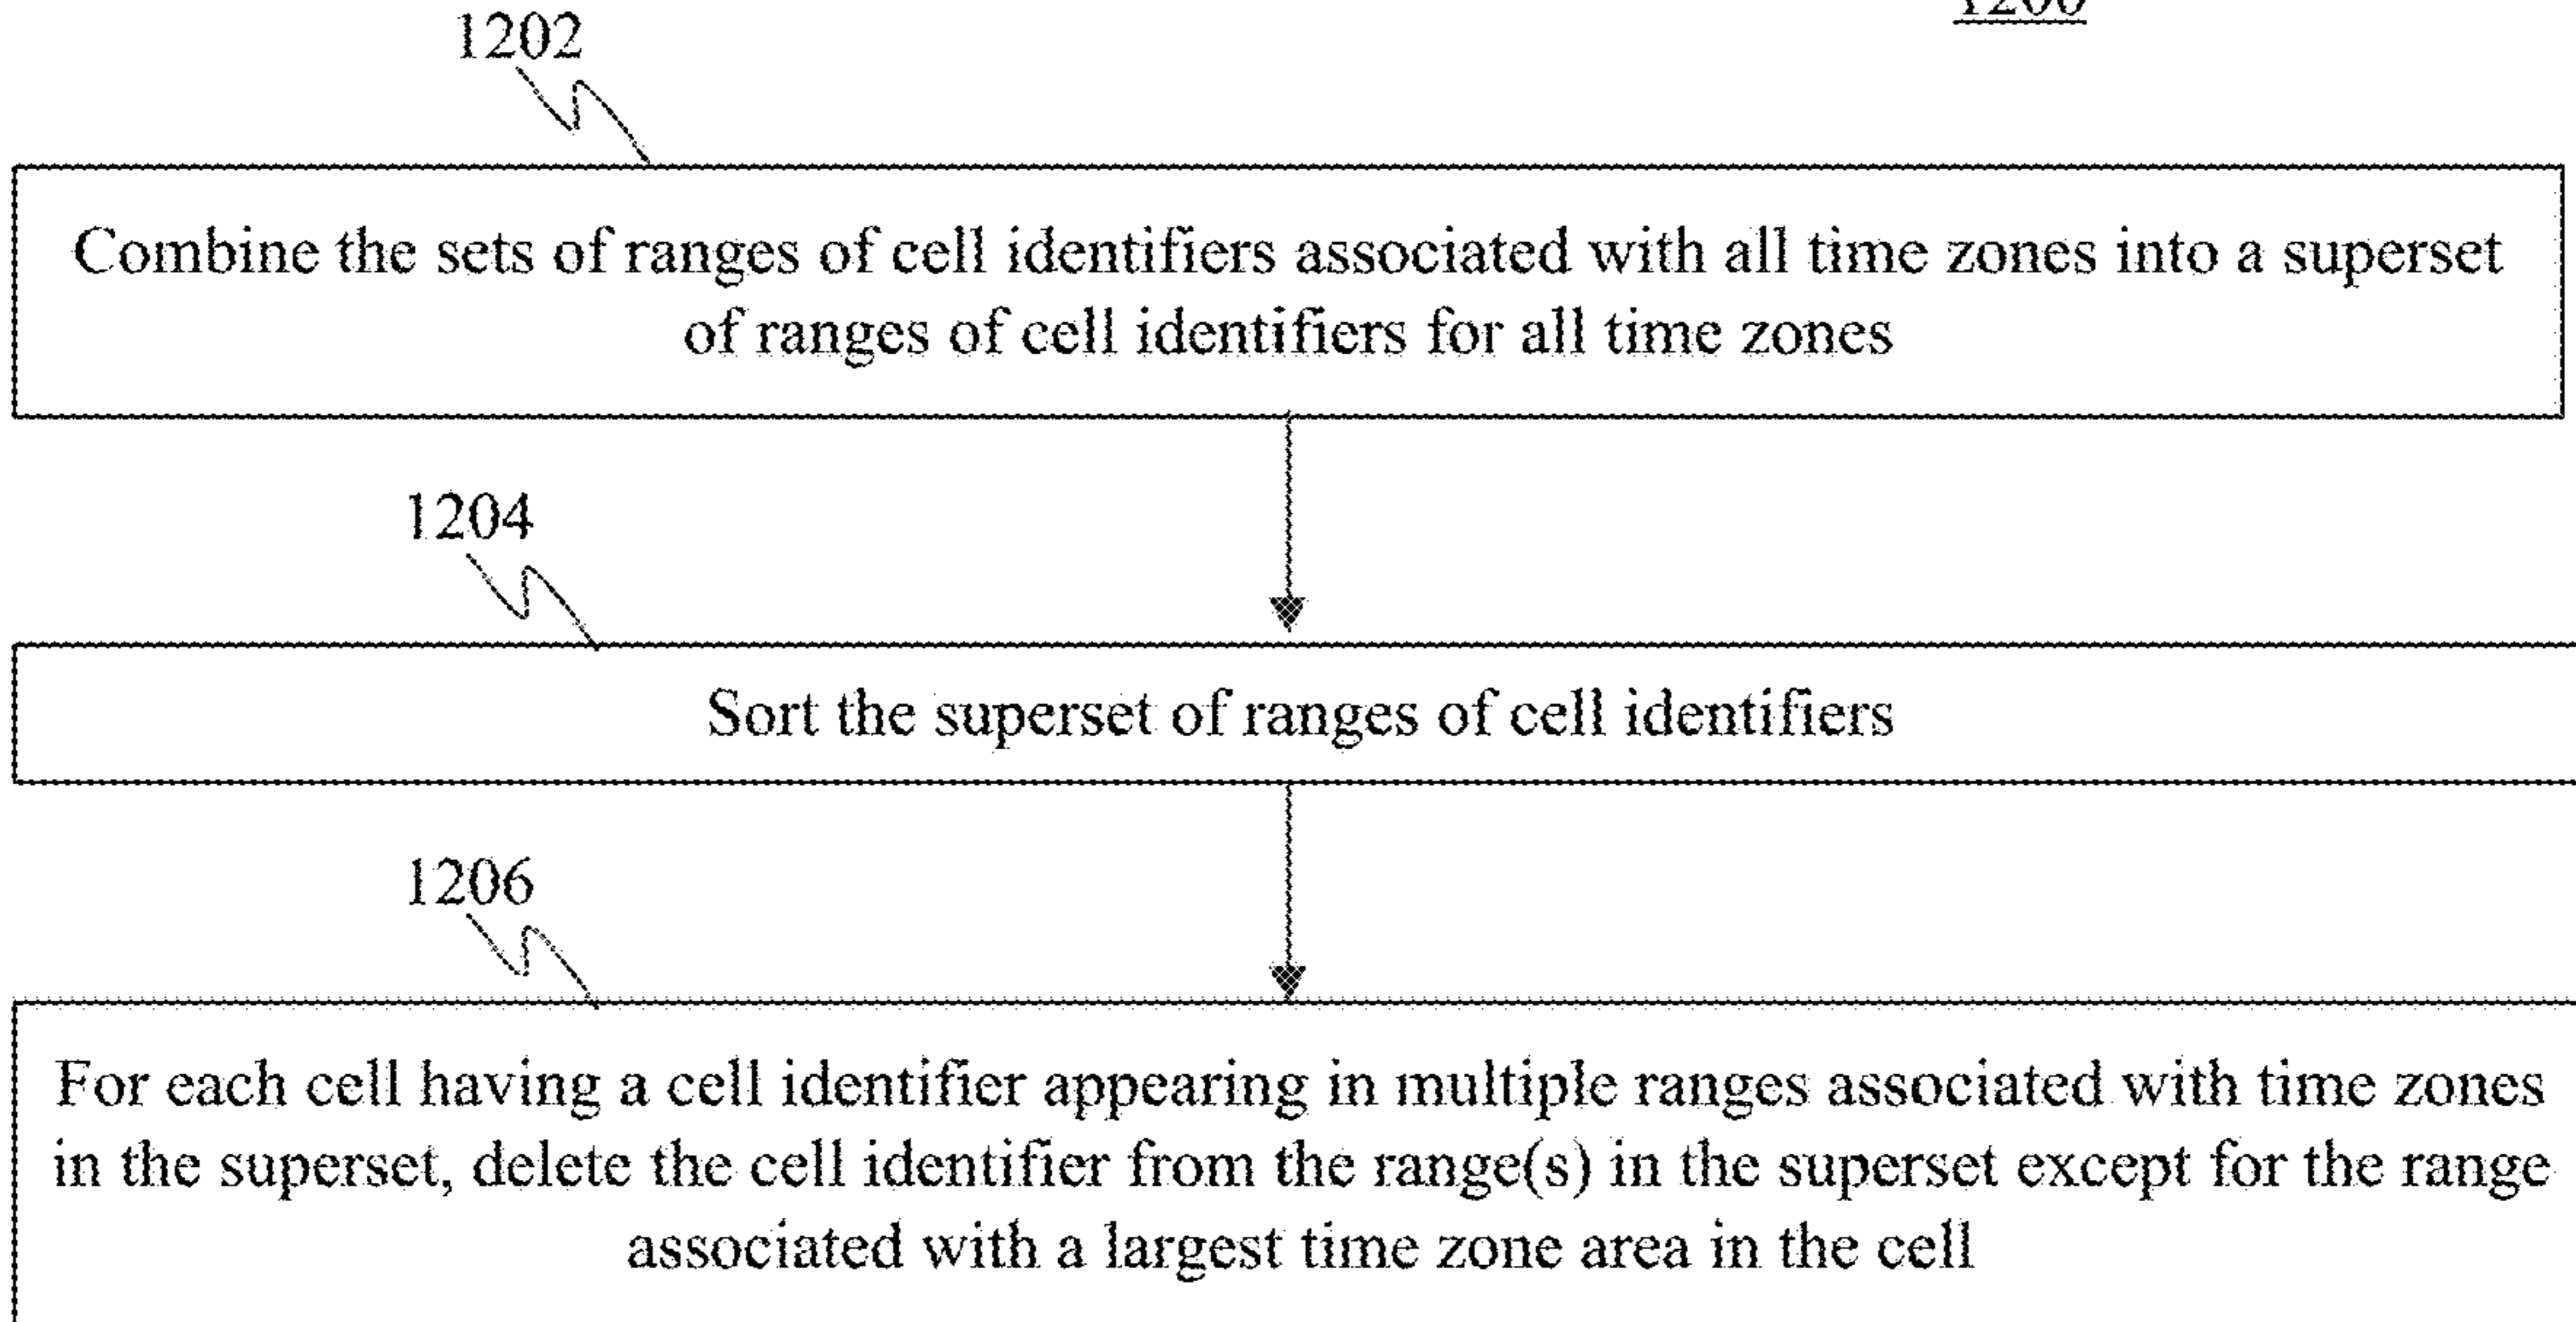 1200
1202
Combine the sets of ranges of cell identifiers associated with all time zones into a superset
of ranges of cell identifiers for all time zones
1204
Sort the superset of ranges of cell identifiers
1206
For each cell having a cell identifier appearing in multiple ranges associated with time zones
in the superset, delete the cell identifier from the range(s) in the superset except for the range
associated with a largest time zone area in the cell